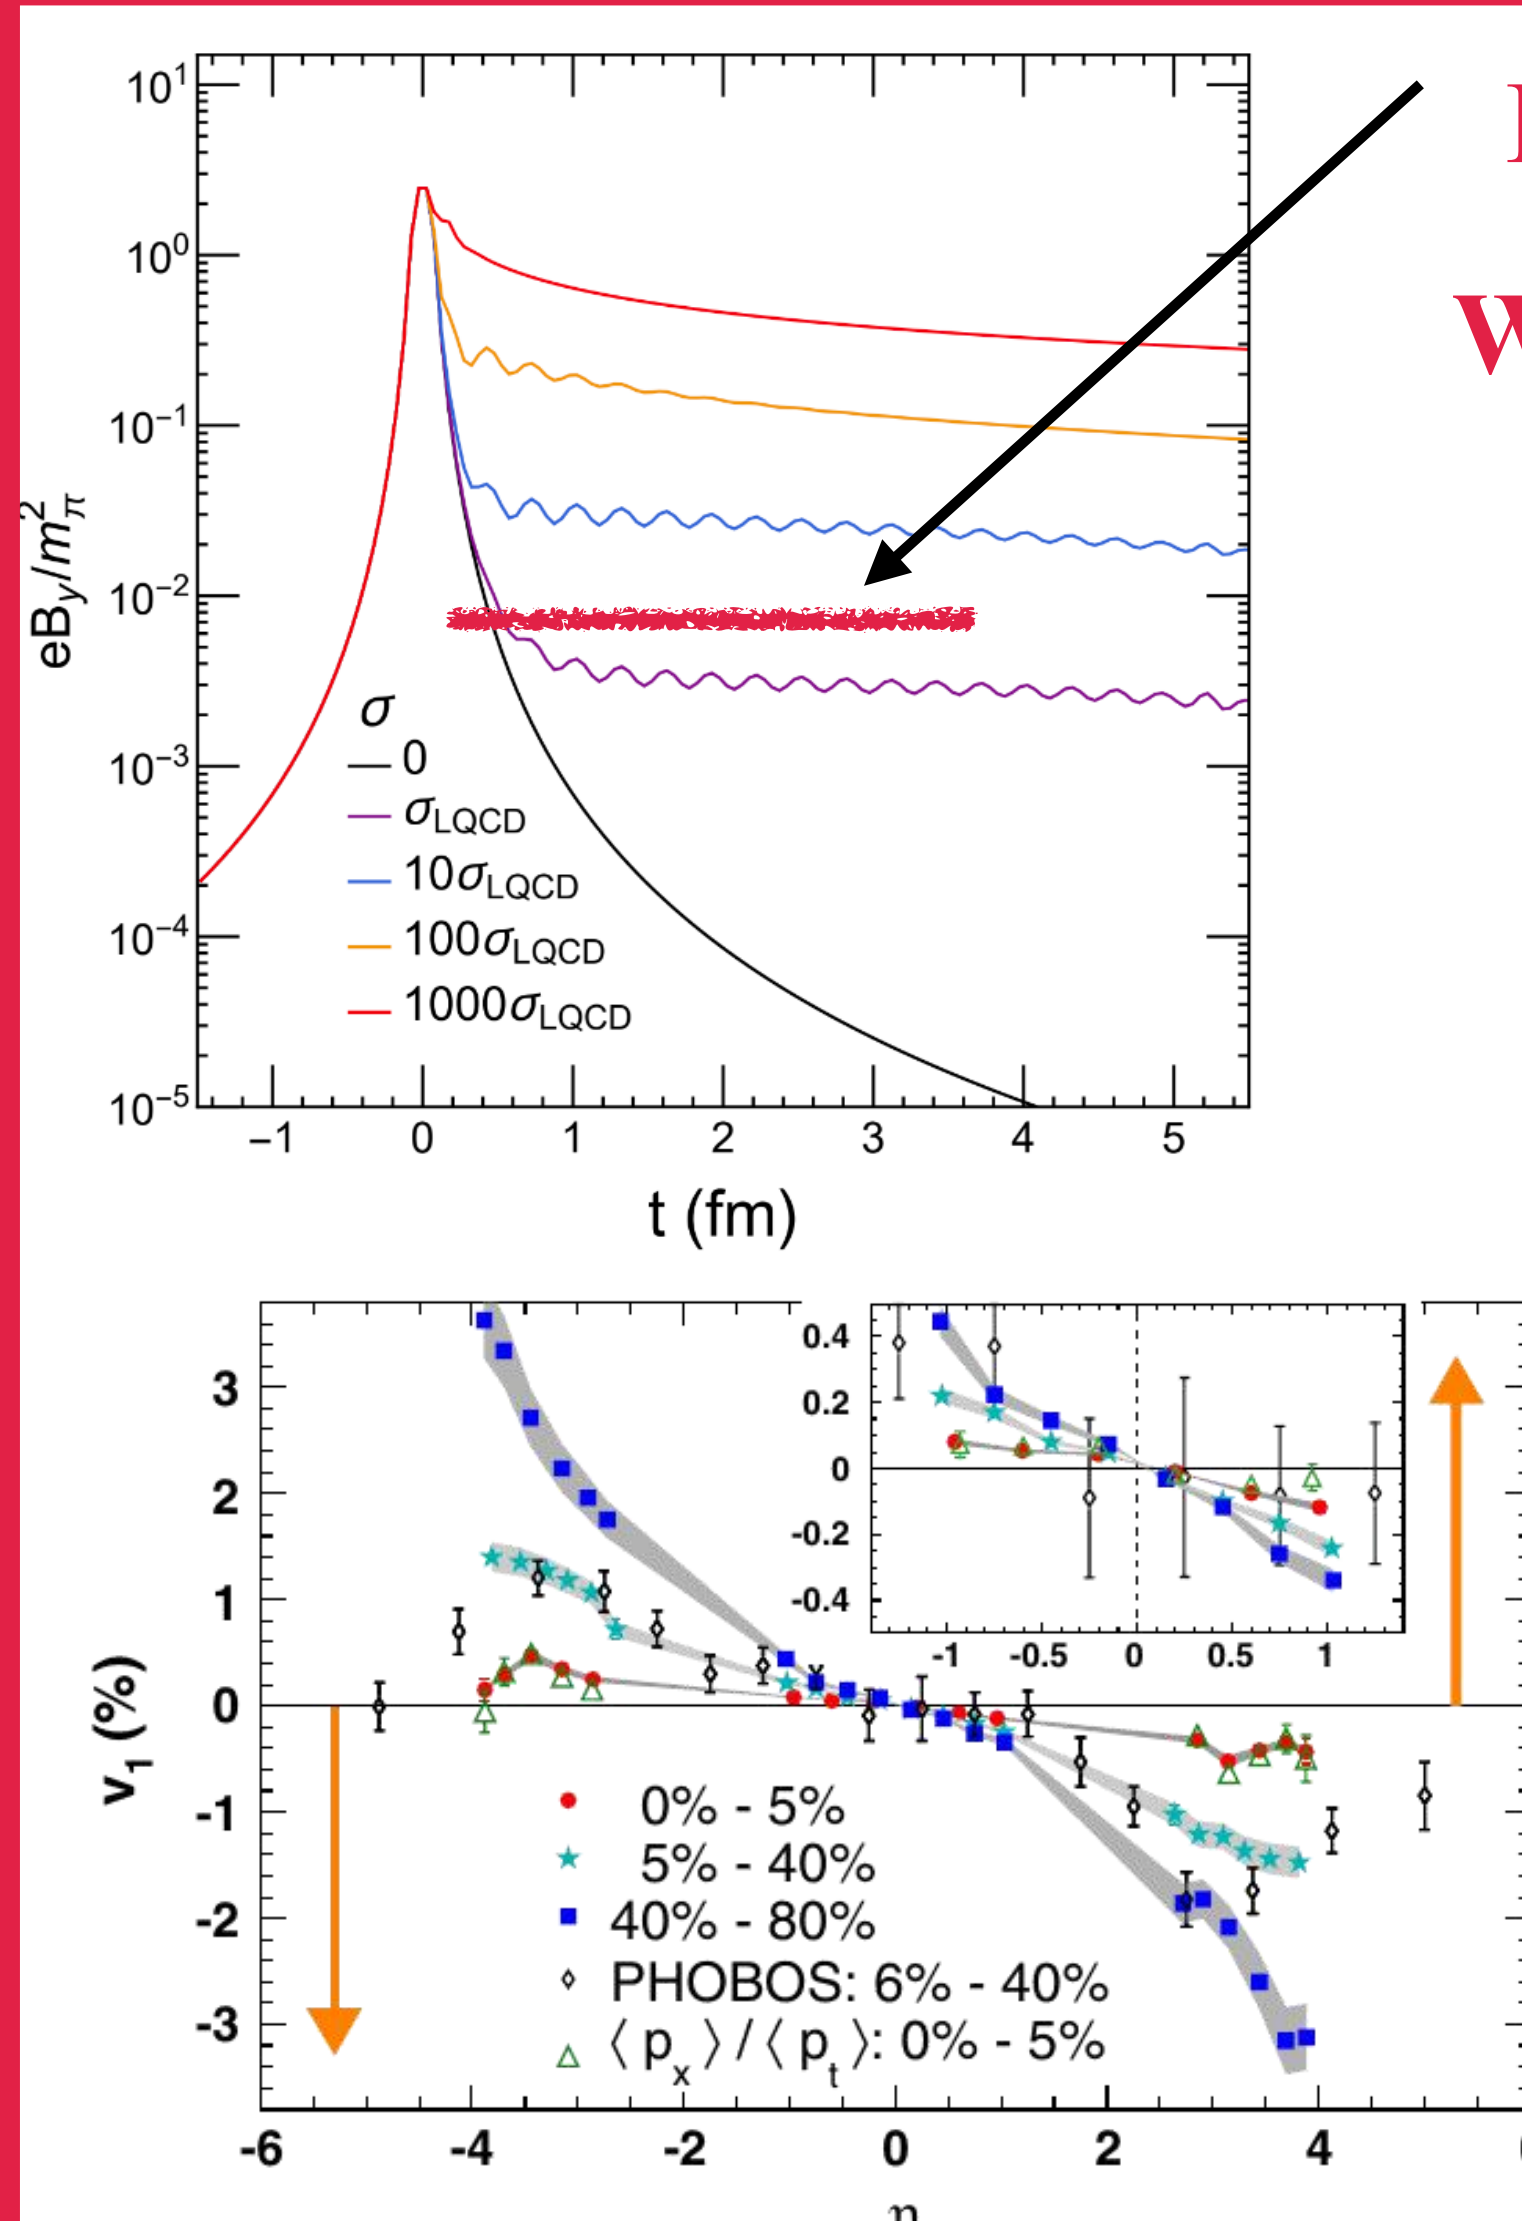 10¹
10⁰
10⁻¹
10⁻²
10⁻³
10⁻⁴
10⁻⁵
eB_y/m_π²
σ
0
σ_LQCD
10σ_LQCD
100σ_LQCD
1000σ_LQCD
−1 0 1 2 3 4 5
t (fm)
W
3
2
1
0
-1
-2
-3
v₁ (%)
0.4
0.2
0
-0.2
-0.4
-1 -0.5 0 0.5 1
0% - 5%
5% - 40%
40% - 80%
PHOBOS: 6% - 40%
⟨ p_x ⟩ / ⟨ p_t ⟩: 0% - 5%
-6 -4 -2 0 2 4
η